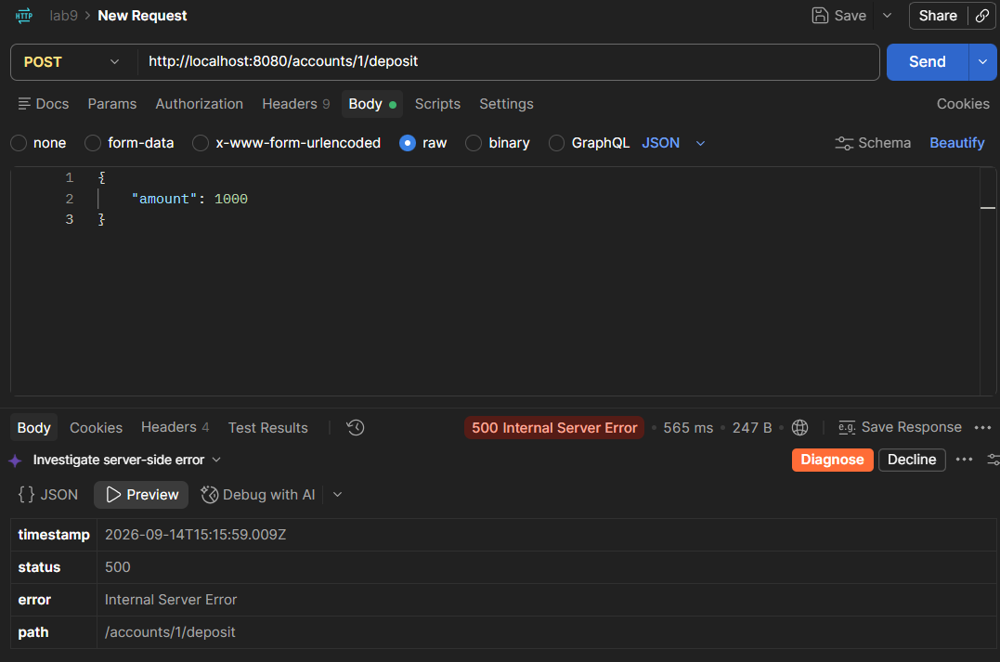 HTTP lab9 > New Request Save Share
POST http://localhost:8080/accounts/1/deposit Send
Docs Params Authorization Headers 9 Body Scripts Settings Cookies
none form-data x-www-form-urlencoded raw binary GraphQL JSON Schema Beautify
1 {
2 "amount": 1000
3 }
Body Cookies Headers 4 Test Results 500 Internal Server Error 565 ms 247 B e.g. Save Response
Investigate server-side error Diagnose Decline
{} JSON Preview Debug with AI
timestamp 2026-09-14T15:15:59.009Z
status 500
error Internal Server Error
path /accounts/1/deposit